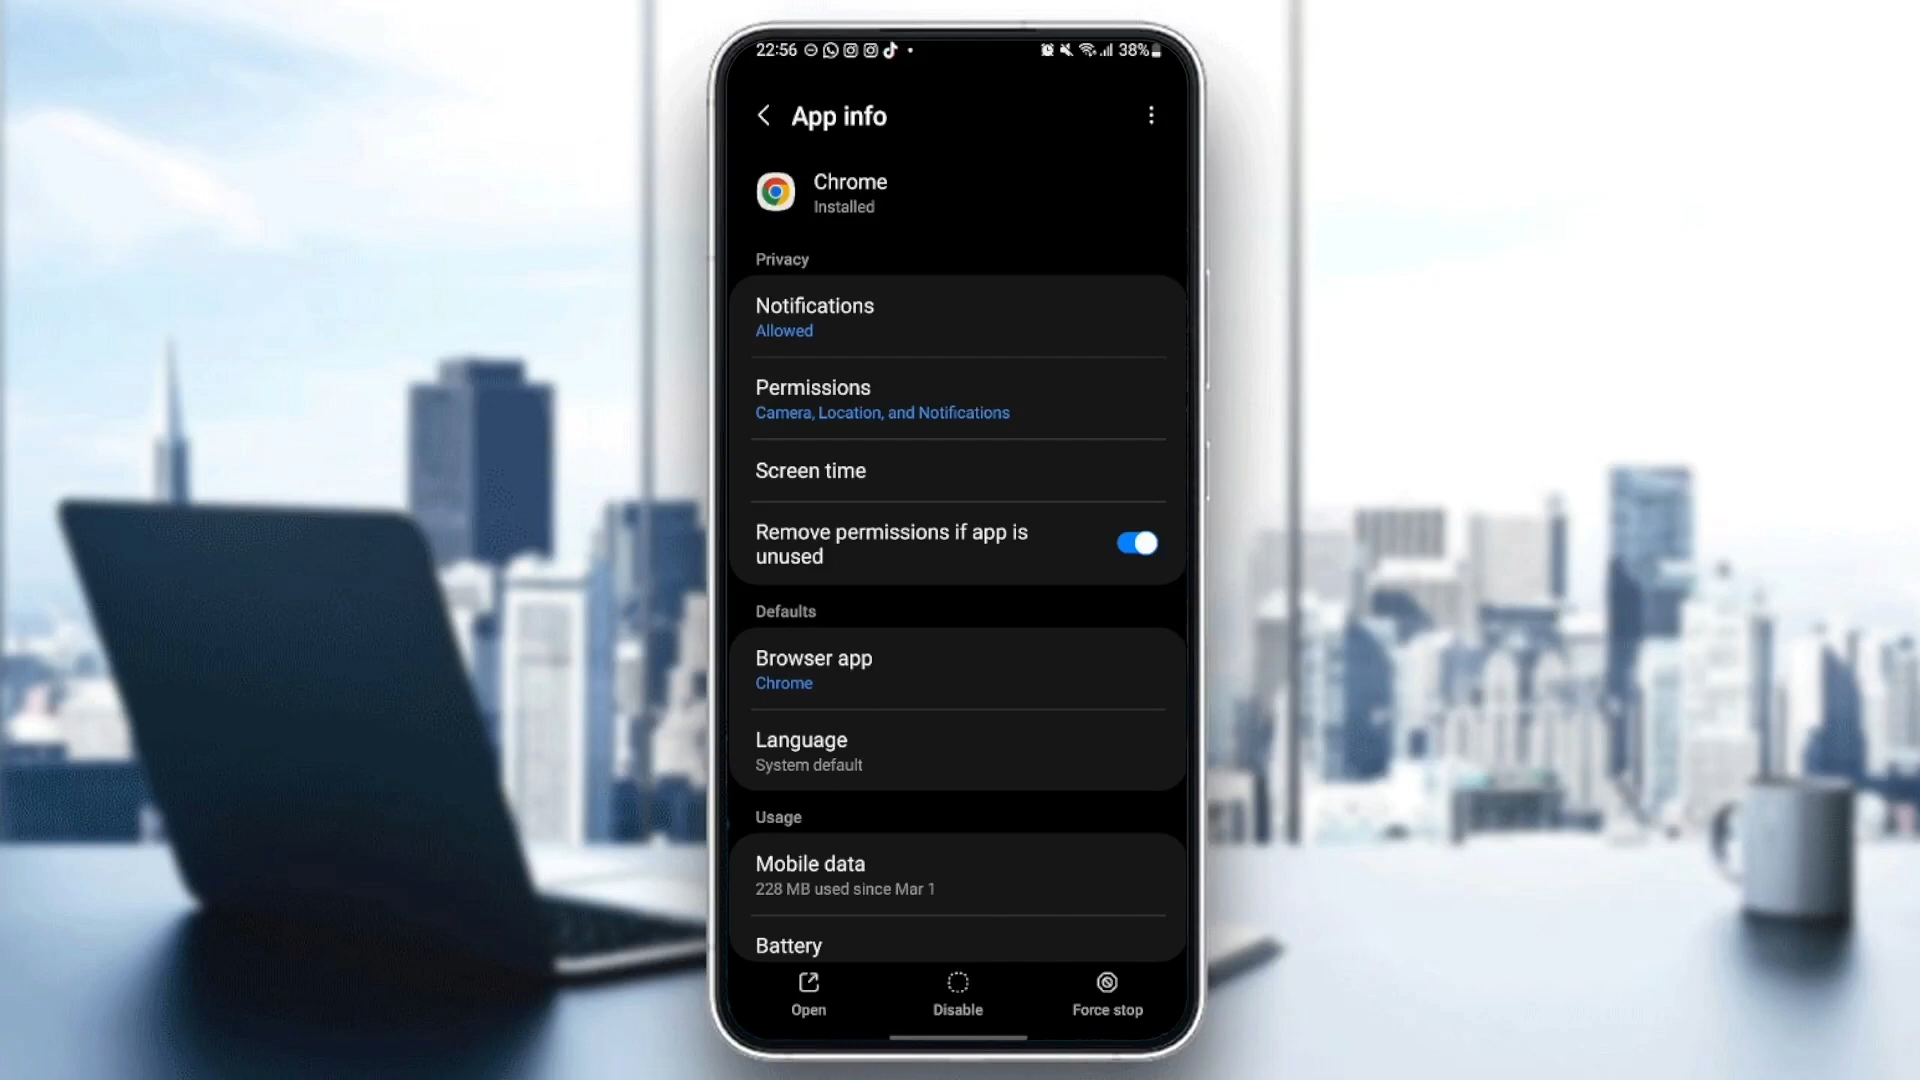 22:56
38%
App info
Chrome
Installed
Privacy
Notifications
Allowed
Permissions
Camera, Location, and Notifications
Screen time
Remove permissions if app is
unused
Defaults
Browser app
Chrome
Language
System default
Usage
Mobile data
228 MB used since Mar 1
Battery
Open
Disable
Force stop